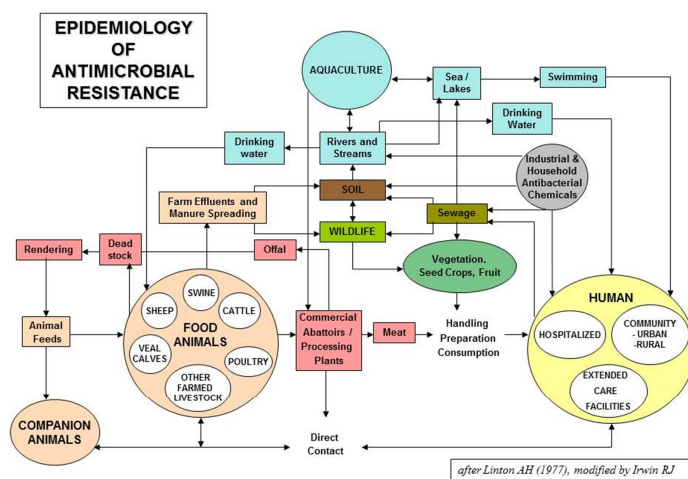 EPIDEMIOLOGY
OF
ANTIMICROBIAL
RESISTANCE
AQUACULTURE
Sea /
Lakes
Swimming
Drinking
Water
Drinking
water
Rivers and
Streams
Industrial &
Household
Antibacterial
Chemicals
SOIL
Farm Effluents and
Manure Spreading
Sewage
WILDLIFE
Rendering
Dead
stock
Offal
Vegetation.
Seed Crops, Fruit
Animal
Feeds
SWINE
SHEEP
CATTLE
FOOD
ANIMALS
VEAL
CALVES
POULTRY
OTHER
FARMED
LIVESTOCK
Commercial
Abattoirs /
Processing
Plants
Meat
Handling
Preparation
Consumption
HUMAN
HOSPITALIZED
COMMUNITY
- URBAN
-RURAL
EXTENDED
CARE
FACILITIES
COMPANION
ANIMALS
Direct
Contact
after Linton AH (1977), modified by Irwin RJ